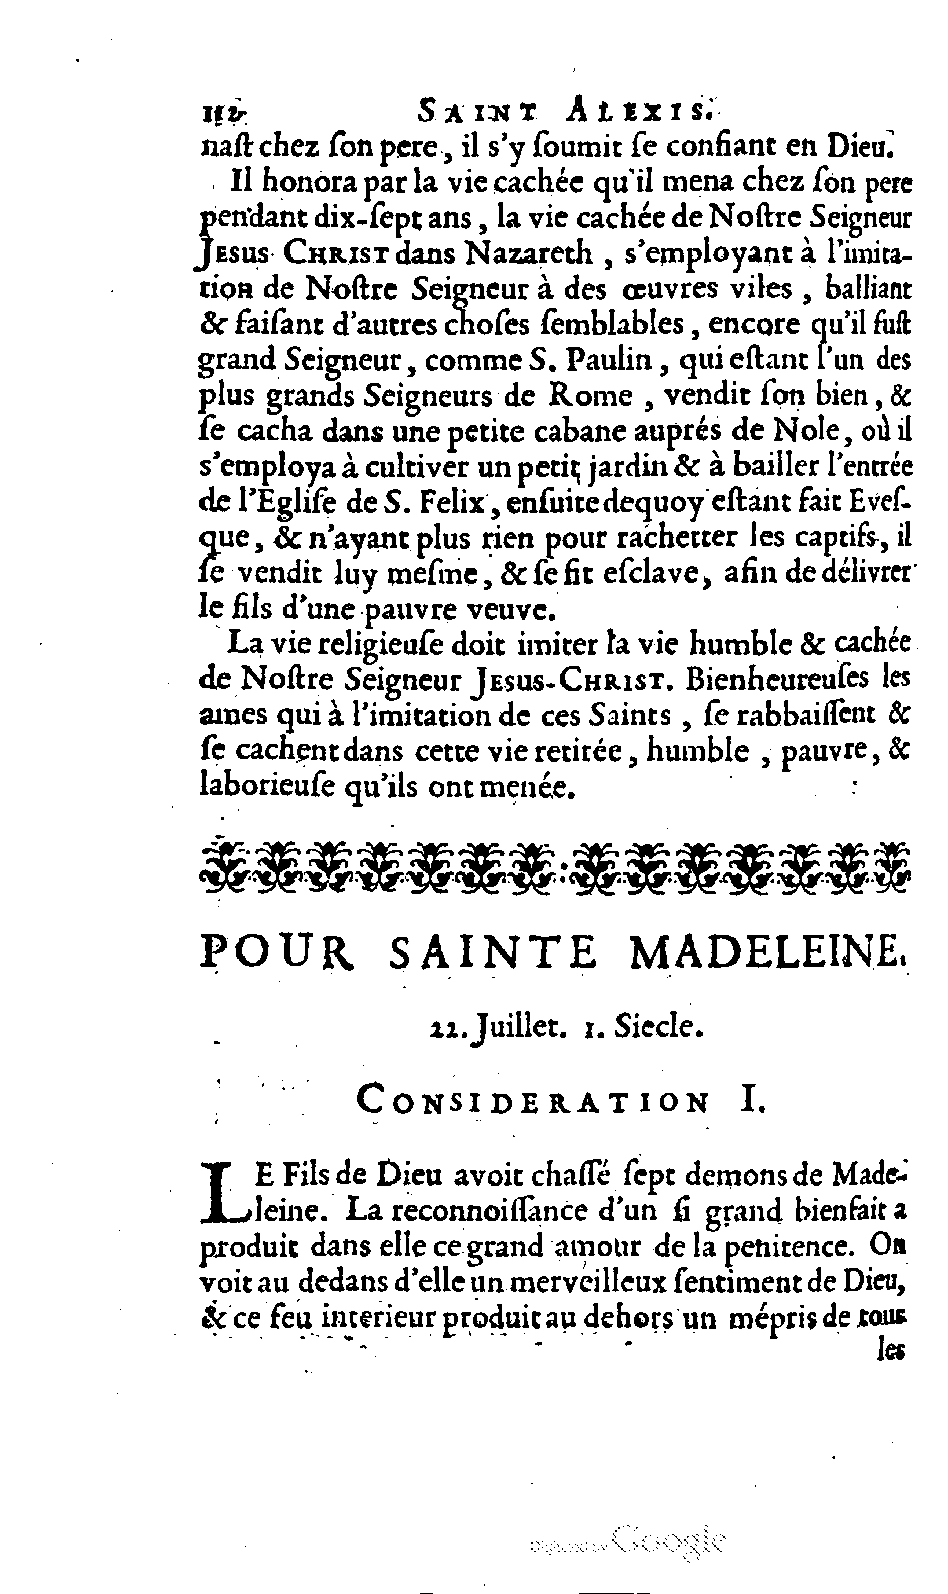 SAINT ALEXIS.
naſt chez ſon pere, il s'y ſoumit ſe confiant en Dieu.
Il honora par la vie cachée qu'il mena chez ſon pere
pendant dix-ſept ans, la vie cachée de Noſtre Seigneur
JESUS CHRIST dans Nazareth, s'employant à l'imita-
tion de Noſtre Seigneur à des œuvres viles, balliant
& faiſant d'autres choſes ſemblables, encore qu'il fuſt
grand Seigneur, comme S. Paulin, qui eſtant l'un des
plus grands Seigneurs de Rome, vendit ſon bien, &
ſe cacha dans une petite cabane auprés de Nole, où il
s'employa à cultiver un petit jardin & à bailler l'entrée
de l'Egliſe de S. Felix, enſuite dequoy eſtant fait Eveſ-
que, & n'ayant plus rien pour rachetter les captifs, il
ſe vendit luy meſme, & ſe fit eſclave, afin de délivrer
le fils d'une pauvre veuve.
La vie religieuſe doit imiter la vie humble & cachée
de Noſtre Seigneur JESUS-CHRIST. Bienheureuſes les
ames qui à l'imitation de ces Saints, ſe rabbaiſſent &
ſe cachent dans cette vie retirée, humble, pauvre, &
laborieuſe qu'ils ont menée.
POUR SAINTE MADELEINE.
22. Juillet. 1. Siecle.
CONSIDERATION I.
LE Fils de Dieu avoit chaſſé ſept demons de Made-
leine. La reconnoiſſance d'un ſi grand bienfait a
produit dans elle ce grand amour de la penitence. On
voit au dedans d'elle un merveilleux ſentiment de Dieu,
& ce feu interieur produit au dehors un mépris de tous
les
Google